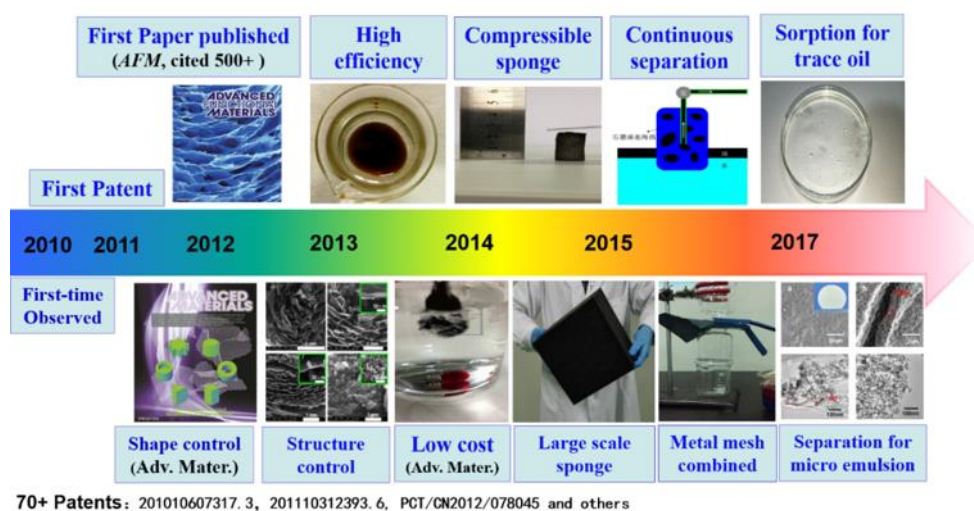 First Paper published
(AFM, cited 500+ )
High
efficiency
Compressible
sponge
Continuous
separation
Sorption for
trace oil
ADVANCED
FUNCTIONAL
MATERIALS
First Patent
2010
2011
2012
2013
2014
2015
2017
First-time
Observed
ADVANCED
MATERIALS
Shape control
(Adv. Mater.)
Structure
control
Low cost
(Adv. Mater.)
Large scale
sponge
Metal mesh
combined
Separation for
micro emulsion
70+ Patents: 201010607317.3, 201110312393.6, PCT/CN2012/078045 and others